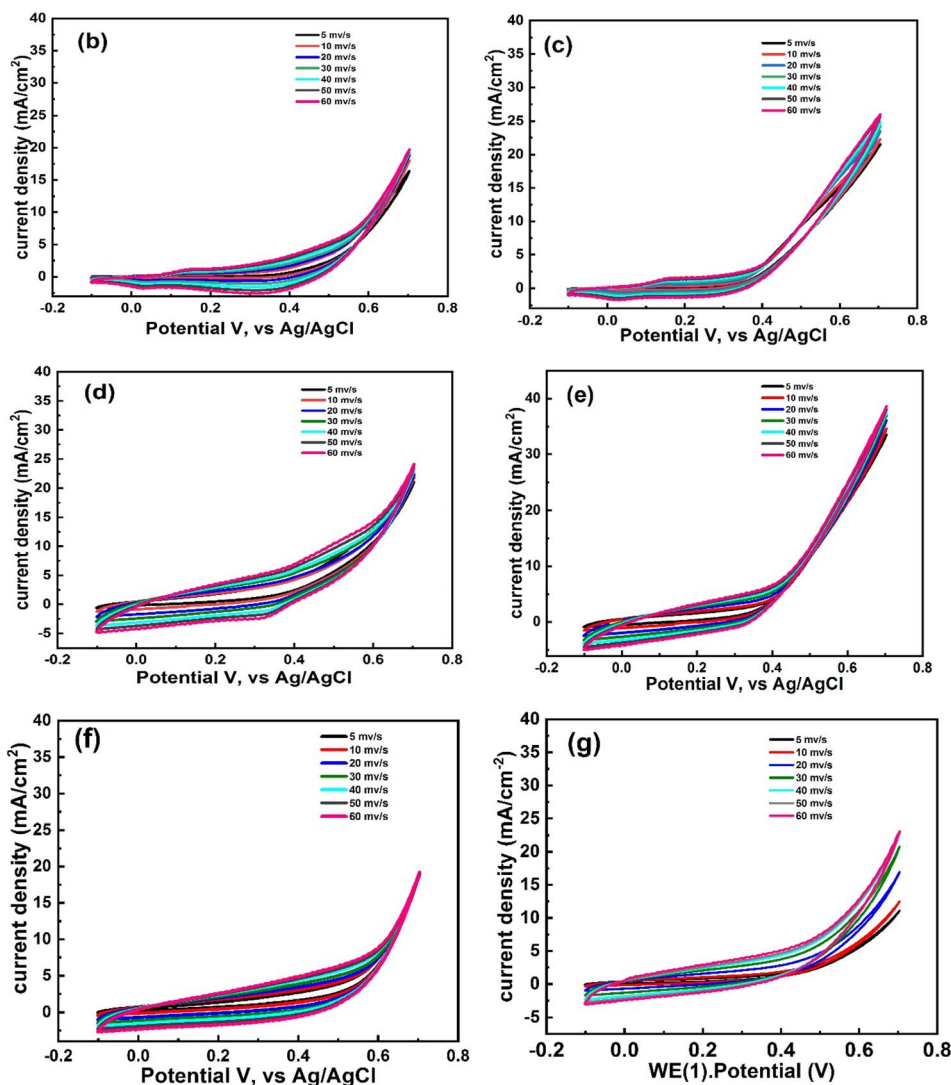 (b)
40
35
30
25
20
15
10
5
0
current density (mA/cm²)
5 mv/s
10 mv/s
20 mv/s
30 mv/s
40 mv/s
50 mv/s
60 mv/s
-0.2 0.0 0.2 0.4 0.6 0.8
Potential V, vs Ag/AgCl
(c)
40
35
30
25
20
15
10
5
0
current density (mA/cm²)
5 mv/s
10 mv/s
20 mv/s
30 mv/s
40 mv/s
50 mv/s
60 mv/s
-0.2 0.0 0.2 0.4 0.6 0.8
Potential V, vs Ag/AgCl
(d)
40
35
30
25
20
15
10
5
0
-5
current density (mA/cm²)
5 mv/s
10 mv/s
20 mv/s
30 mv/s
40 mv/s
50 mv/s
60 mv/s
-0.2 0.0 0.2 0.4 0.6 0.8
Potential V, vs Ag/AgCl
(e)
40
30
20
10
0
current density (mA/cm²)
5 mv/s
10 mv/s
20 mv/s
30 mv/s
40 mv/s
50 mv/s
60 mv/s
-0.2 0.0 0.2 0.4 0.6 0.8
Potential V, vs Ag/AgCl
(f)
40
35
30
25
20
15
10
5
0
-5
current density (mA/cm²)
5 mv/s
10 mv/s
20 mv/s
30 mv/s
40 mv/s
50 mv/s
60 mv/s
-0.2 0.0 0.2 0.4 0.6 0.8
Potential V, vs Ag/AgCl
(g)
40
35
30
25
20
15
10
5
0
-5
current density (mA/cm⁻²)
5 mv/s
10 mv/s
20 mv/s
30 mv/s
40 mv/s
50 mv/s
60 mv/s
-0.2 0.0 0.2 0.4 0.6 0.8
WE(1).Potential (V)